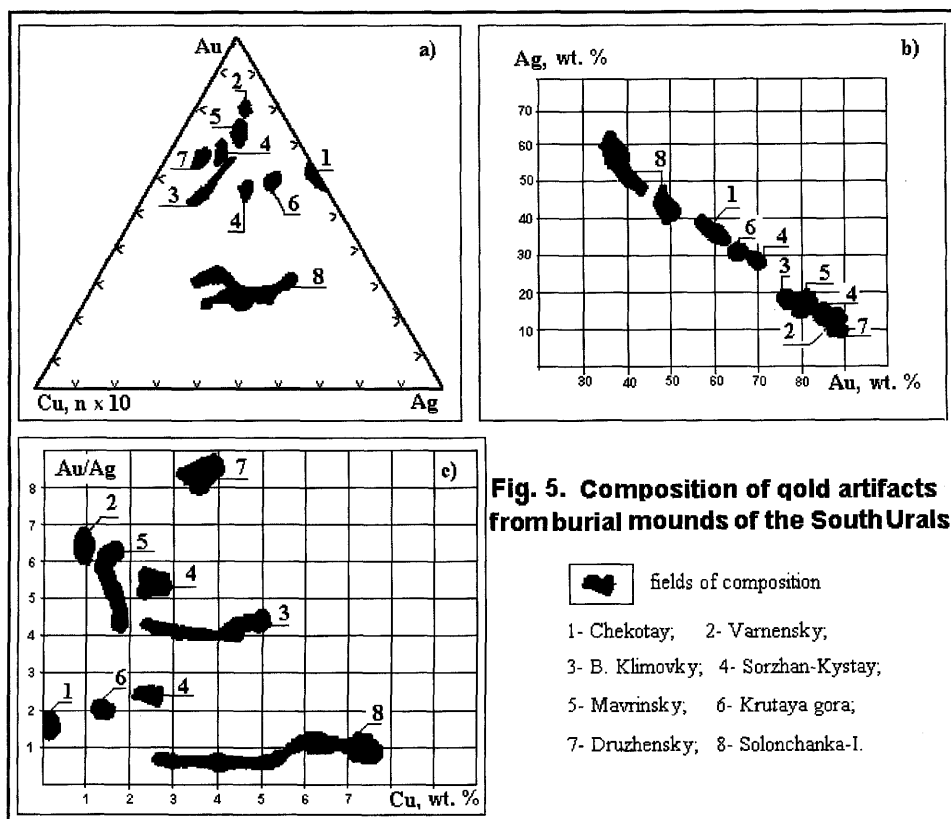 Au
a)
2
5
4
7
1
3
4
6
8
Cu, n x 10
Ag
Ag, wt. %
b)
70
60
50
40
30
20
10
8
1
6
4
3
5
4
2
7
30 40 50 60 70 80 90
Au, wt. %
Au/Ag
c)
8
7
6
5
4
3
2
1
7
2
5
4
3
1
6
4
8
1 2 3 4 5 6 7
Cu, wt. %
Fig. 5. Composition of gold artifacts
from burial mounds of the South Urals
fields of composition
1- Chekotay; 2- Varnensky;
3- B. Klimovky; 4- Sorzhan-Kystay;
5- Mavrinsky; 6- Krutaya gora;
7- Druzhensky; 8- Solonchanka-I.